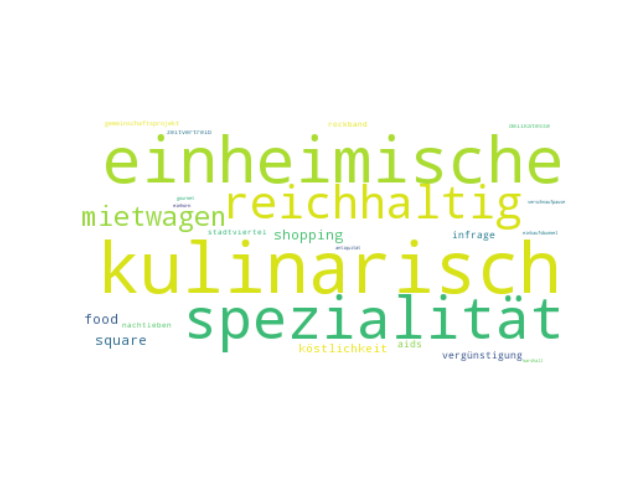 gemeinschaftsprojekt rockband delikatesse
zeitvertreib
einheimische
gourmet
reichhaltig
mietwagen
stadtviertel shopping infrage
kulinarisch
spezialität
food nachtleben
square
köstlichkeit aids
vergünstigung